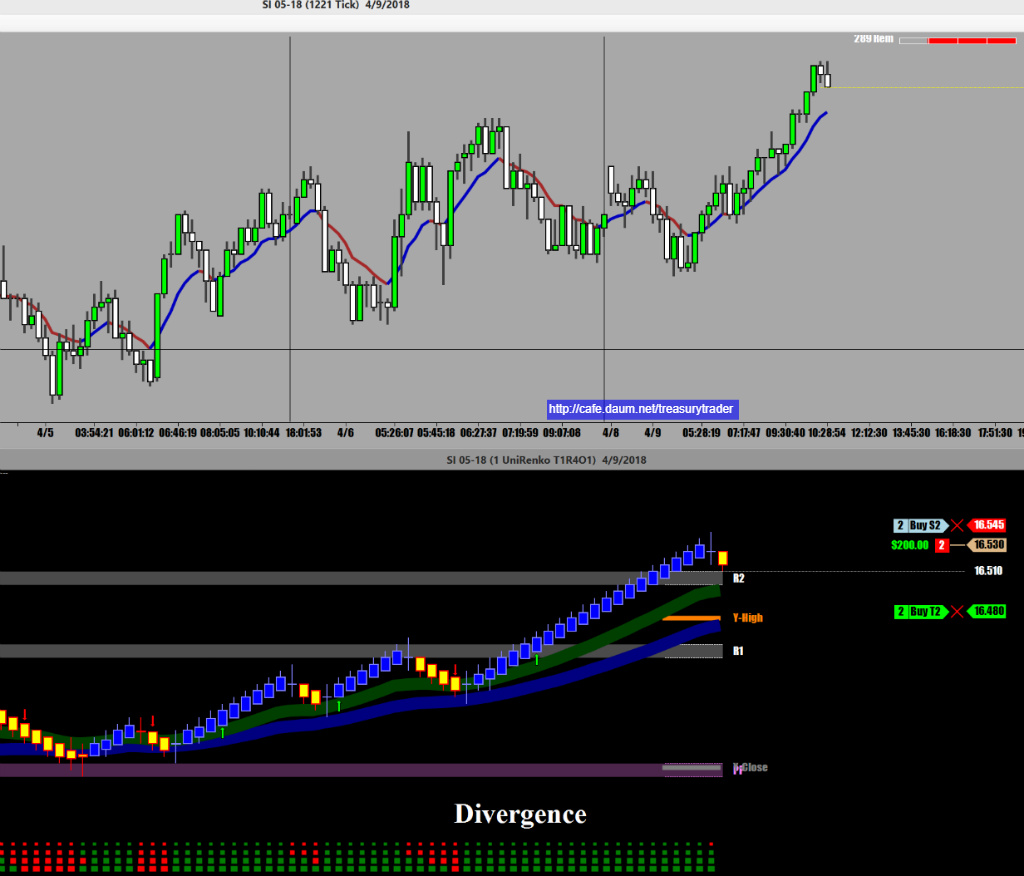 SI 05-18 (1221 Tick) 4/9/2018
289 Rem
http://cafe.daum.net/treasurytrader
4/5 03:54:21 06:01:12 06:46:19 08:05:05 10:10:44 18:01:53 4/6 05:26:07 05:45:18 06:27:37 07:19:59 09:07:08 4/8 4/9 05:28:19 07:17:47 09:30:40 10:28:54 12:12:30 13:45:30 16:18:30 17:51:30
SI 05-18 (1 UniRenko T1R4O1) 4/9/2018
2 Buy S2 16.545
$200.00 2 16.530
16.510
R2
2 Buy T2 16.480
Y-High
R1
Close
Divergence